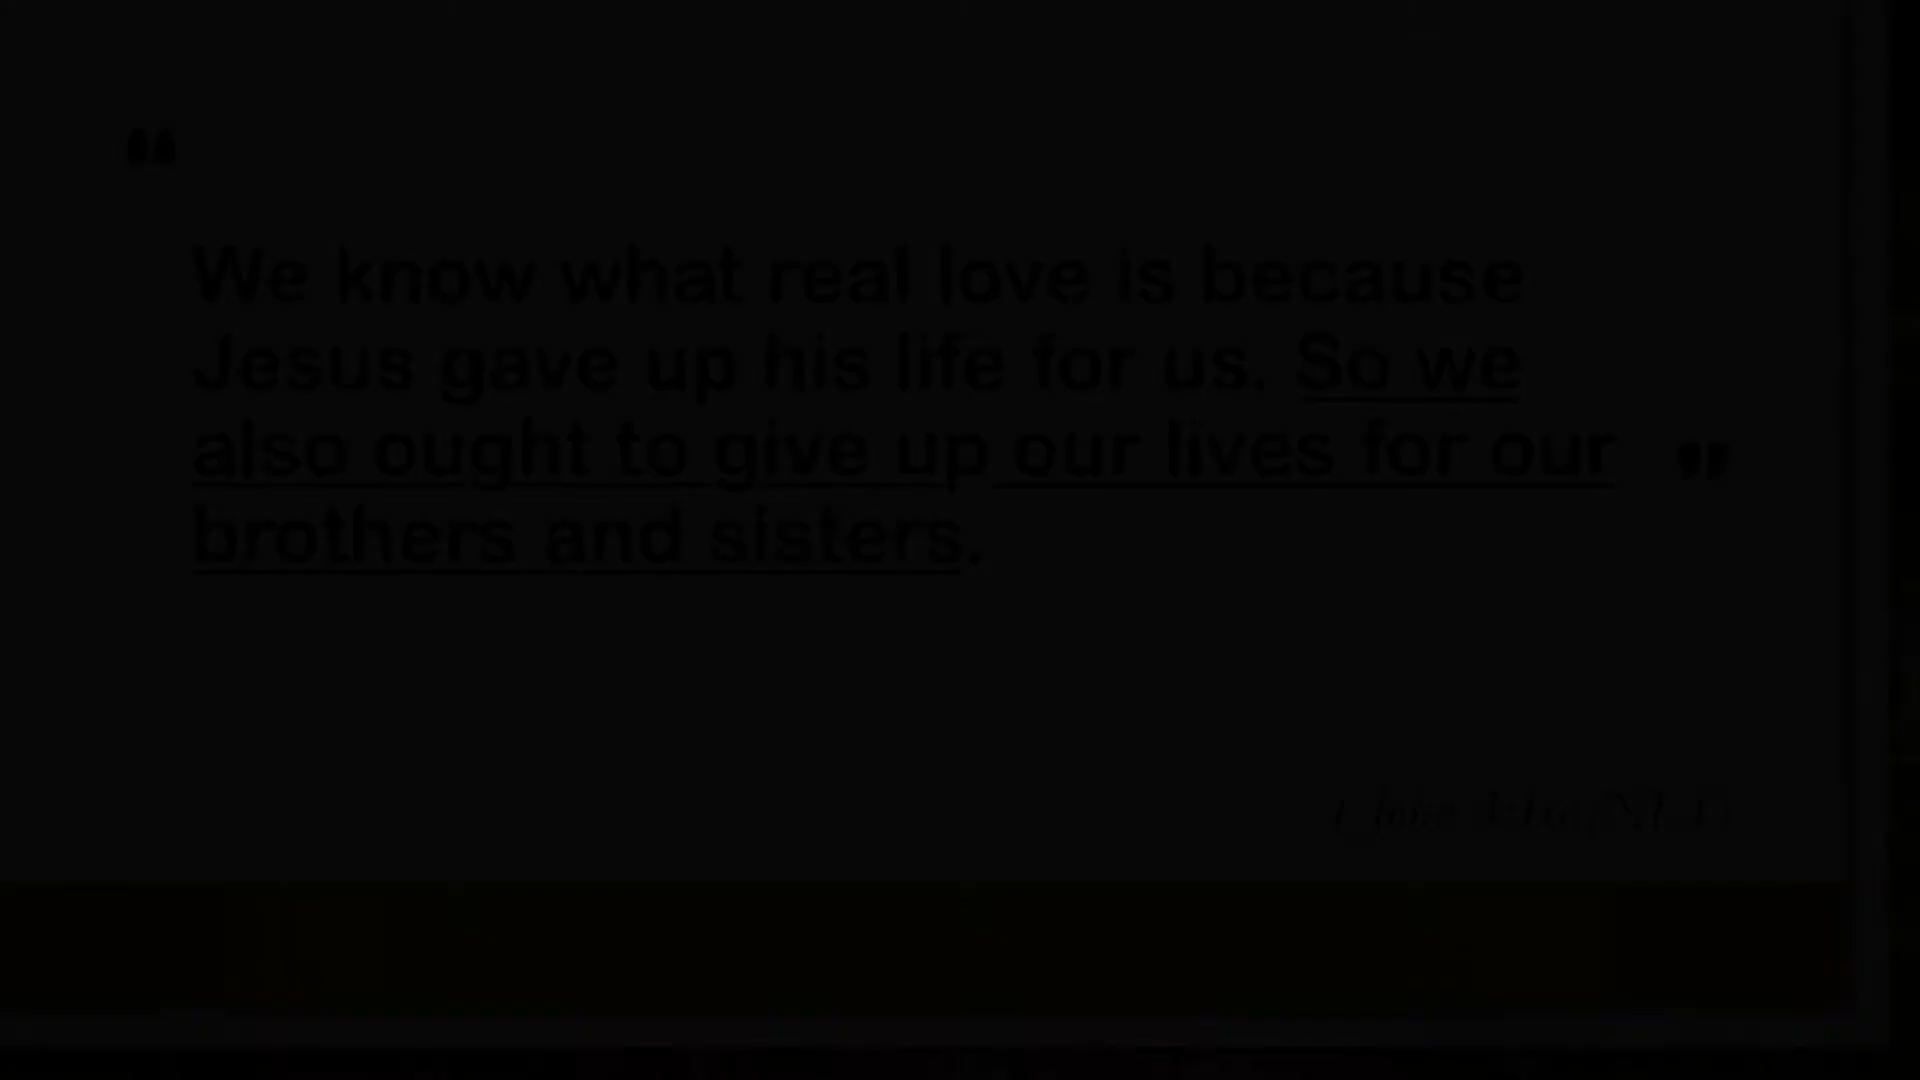 “
We know what real love is because
Jesus gave up his life for us. So we
also ought to give up our lives for our ”
brothers and sisters.